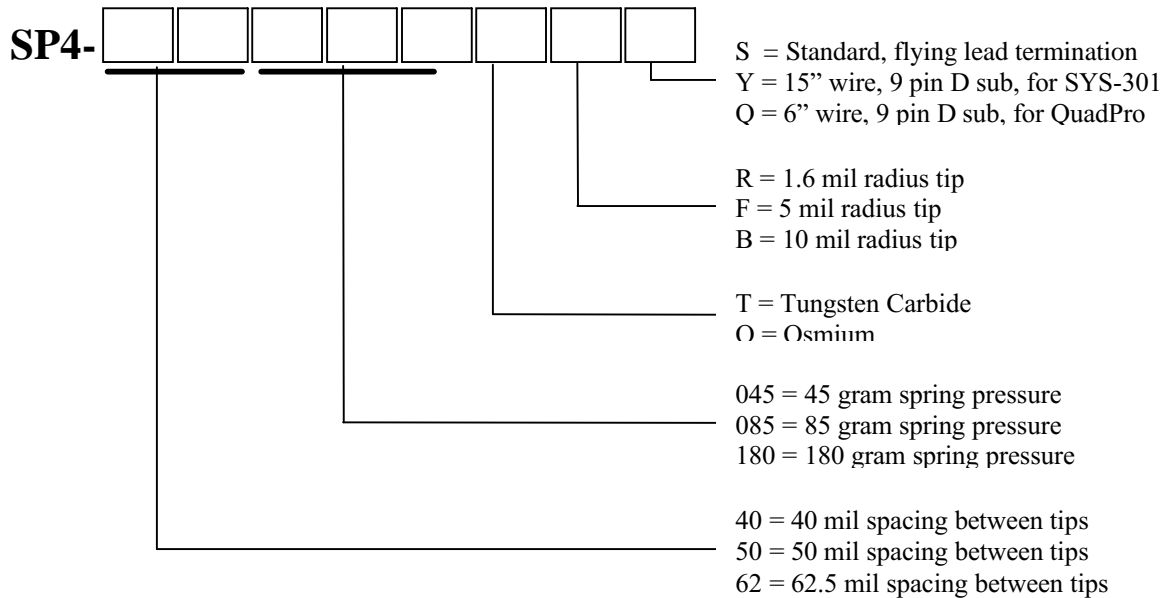 SP4-
S = Standard, flying lead termination
Y = 15” wire, 9 pin D sub, for SYS-301
Q = 6” wire, 9 pin D sub, for QuadPro
R = 1.6 mil radius tip
F = 5 mil radius tip
B = 10 mil radius tip
T = Tungsten Carbide
O = Osmium
045 = 45 gram spring pressure
085 = 85 gram spring pressure
180 = 180 gram spring pressure
40 = 40 mil spacing between tips
50 = 50 mil spacing between tips
62 = 62.5 mil spacing between tips